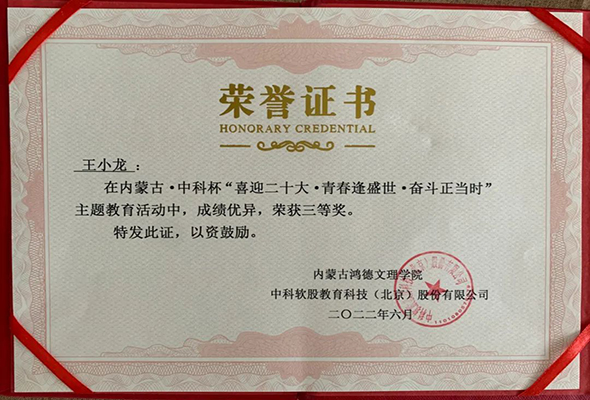 荣誉证书
HONORARY CREDENTIAL
王小龙：
在内蒙古·中科杯“喜迎二十大·青春逢盛世·奋斗正当时”
主题教育活动中，成绩优异，荣获三等奖。
特发此证，以资鼓励。
内蒙古鸿德文理学院
中科软股教育科技（北京）股份有限公司
二〇二二年六月